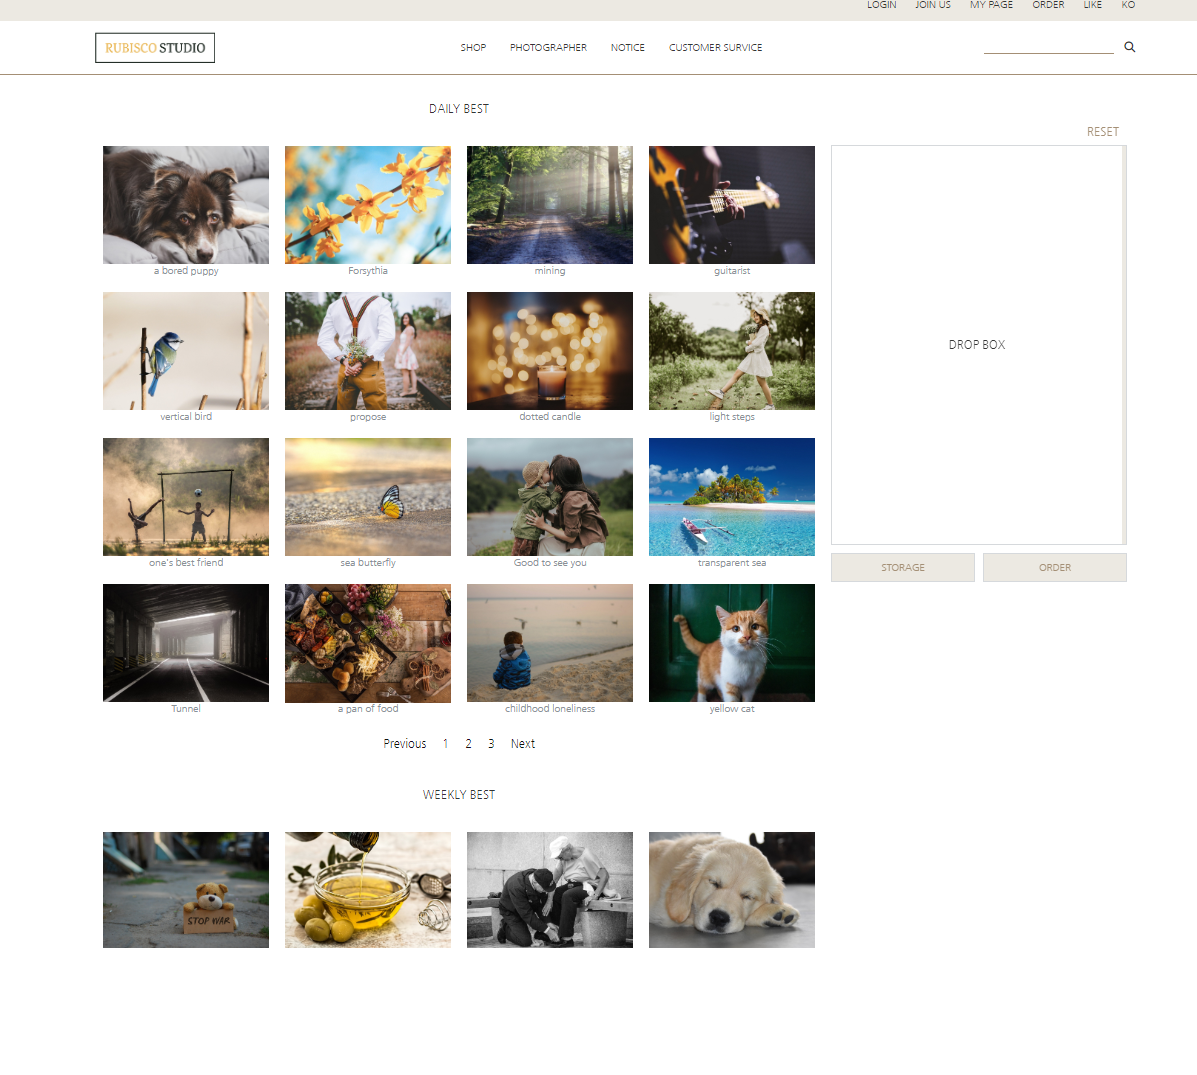 LOGIN JOIN US MY PAGE ORDER LIKE KO
RUBISCO STUDIO
SHOP PHOTOGRAPHER NOTICE CUSTOMER SURVICE
DAILY BEST
RESET
a bored puppy Forsythia mining guitarist
vertical bird propose dotted candle light steps
DROP BOX
one's best friend sea butterfly Good to see you transparent sea
STORAGE ORDER
Tunnel a pan of food childhood loneliness yellow cat
Previous 1 2 3 Next
WEEKLY BEST
STOP WAR